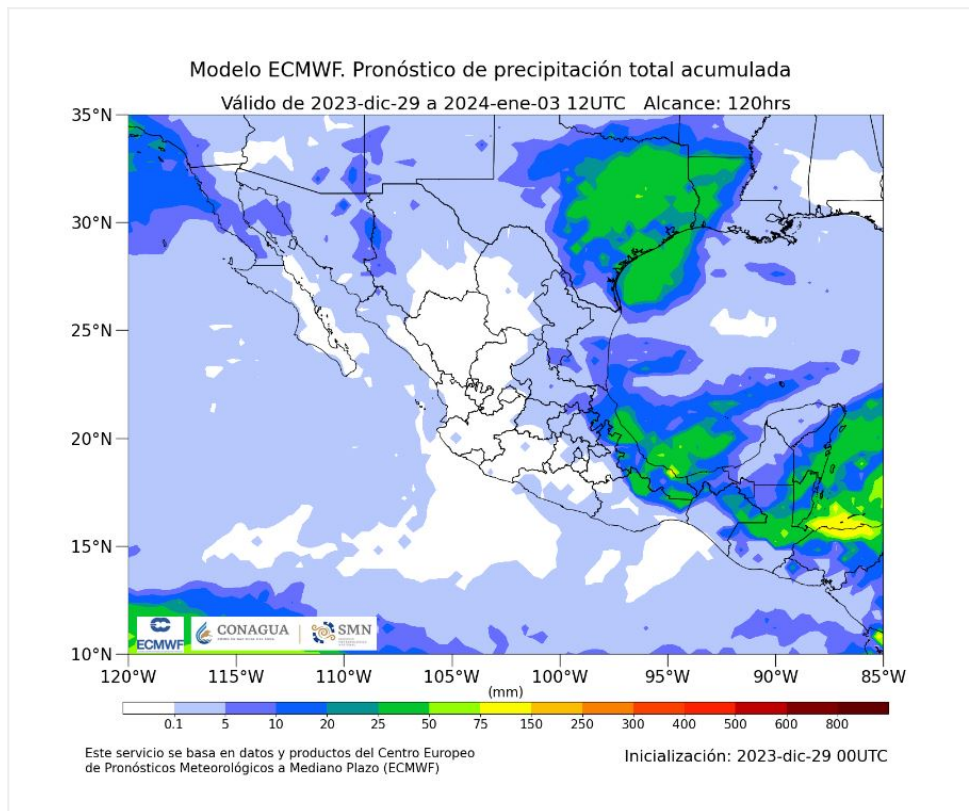 Modelo ECMWF. Pronóstico de precipitación total acumulada
Válido de 2023-dic-29 a 2024-ene-03 12UTC   Alcance: 120hrs
35°N
30°N
25°N
20°N
15°N
10°N
ECMWF
CONAGUA
SMN
120°W 115°W 110°W 105°W 100°W 95°W 90°W 85°W
(mm)
0.1 5 10 20 25 50 75 150 250 300 400 500 600 800
Este servicio se basa en datos y productos del Centro Europeo
de Pronósticos Meteorológicos a Mediano Plazo (ECMWF)
Inicialización: 2023-dic-29 00UTC